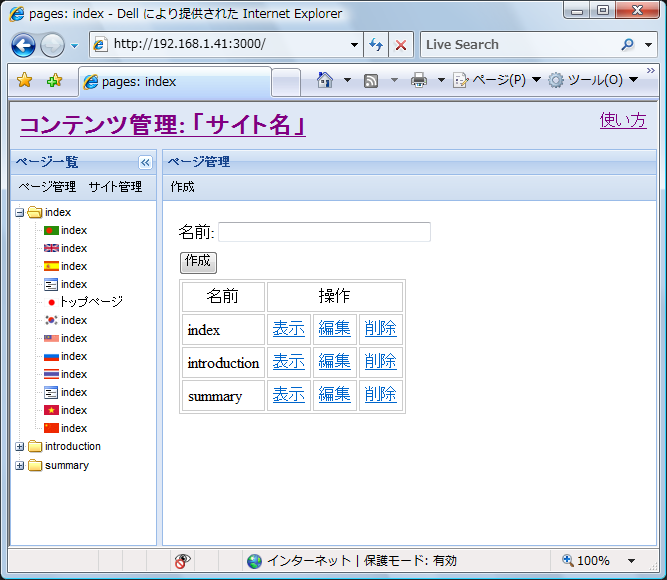 pages: index - Dell により提供された Internet Explorer
http://192.168.1.41:3000/
Live Search
pages: index
ページ(P)
ツール(O)
コンテンツ管理: 「サイト名」
使い方
ページ一覧
ページ管理 サイト管理
index
index
index
index
index
トップページ
index
index
index
index
index
index
index
introduction
summary
ページ管理
作成
名前:
作成
名前 操作
index 表示 編集 削除
introduction 表示 編集 削除
summary 表示 編集 削除
インターネット | 保護モード: 有効
100%